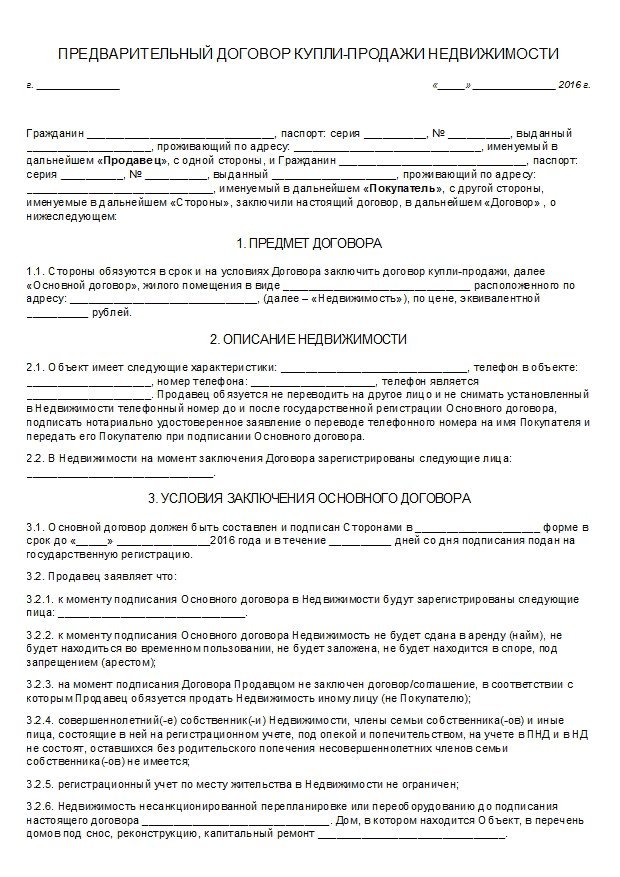 ПРЕДВАРИТЕЛЬНЫЙ ДОГОВОР КУПЛИ-ПРОДАЖИ НЕДВИЖИМОСТИ
г. _______________ «_____» _______________ 2016 г.
Гражданин ______________________________, паспорт: серия __________, № __________, выданный
____________________, проживающий по адресу: ______________________________, именуемый в
дальнейшем «Продавец», с одной стороны, и Гражданин ______________________________, паспорт:
серия __________, № __________, выданный ____________________, проживающий по адресу:
______________________________, именуемый в дальнейшем «Покупатель», с другой стороны,
именуемые в дальнейшем «Стороны», заключили настоящий договор, в дальнейшем «Договор» , о
нижеследующем:
1. ПРЕДМЕТ ДОГОВОРА
1.1. Стороны обязуются в срок и на условиях Договора заключить договор купли-продажи, далее
«Основной договор», жилого помещения в виде ______________________________ расположенного по
адресу: ______________________________, (далее – «Недвижимость»), по цене, эквивалентной
__________ рублей.
2. ОПИСАНИЕ НЕДВИЖИМОСТИ
2.1. Объект имеет следующие характеристики: ______________________________, телефон в объекте:
____________________, номер телефона: ____________________, телефон является
____________________. Продавец обязуется не переводить на другое лицо и не снимать установленный
в Недвижимости телефонный номер до и после государственной регистрации Основного договора,
подписать нотариально удостоверенное заявление о переводе телефонного номера на имя Покупателя и
передать его Покупателю при подписании Основного договора.
2.2. В Недвижимости на момент заключения Договора зарегистрированы следующие лица:
______________________________.
3. УСЛОВИЯ ЗАКЛЮЧЕНИЯ ОСНОВНОГО ДОГОВОРА
3.1. Основной договор должен быть составлен и подписан Сторонами в ____________________ форме в
срок до «_____» _______________2016 года и в течение __________ дней со дня подписания подан на
государственную регистрацию.
3.2. Продавец заявляет что:
3.2.1. к моменту подписания Основного договора в Недвижимости будут зарегистрированы следующие
лица: ______________________________.
3.2.2. к моменту подписания Основного договора Недвижимость не будет сдана в аренду (найм), не
будет находиться во временном пользовании, не будет заложена, не будет находится в споре, под
запрещением (арестом);
3.2.3. на момент подписания Договора Продавцом не заключен договор/соглашение, в соответствии с
которым Продавец обязуется продать Недвижимость иному лицу (не Покупателю);
3.2.4. совершеннолетний(-е) собственник(-и) Недвижимости, члены семьи собственника(-ов) и иные
лица, состоящие в ней на регистрационном учете, под опекой и попечительством, на учете в ПНД и в НД
не состоят, оставшихся без родительского попечения несовершеннолетних членов семьи
собственника(-ов) не имеется;
3.2.5. регистрационный учет по месту жительства в Недвижимости не ограничен;
3.2.6. Недвижимость несанкционированной перепланировке или переоборудованию до подписания
настоящего договора ______________________________. Дом, в котором находится Объект, в перечень
домов под снос, реконструкцию, капитальный ремонт ______________________________.